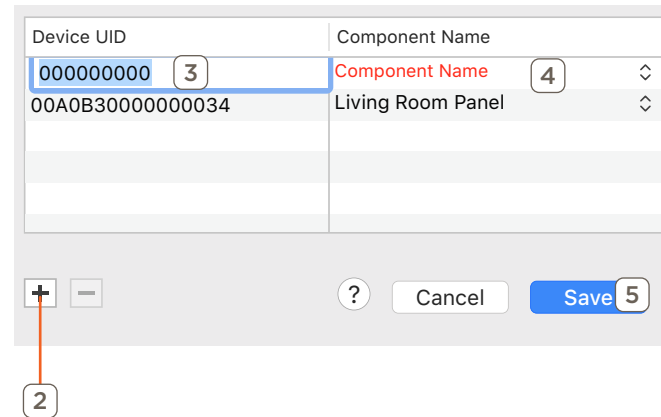 Device UID Component Name
000000000 3 Component Name 4
00A0B30000000034 Living Room Panel
+ − ? Cancel Save 5
2